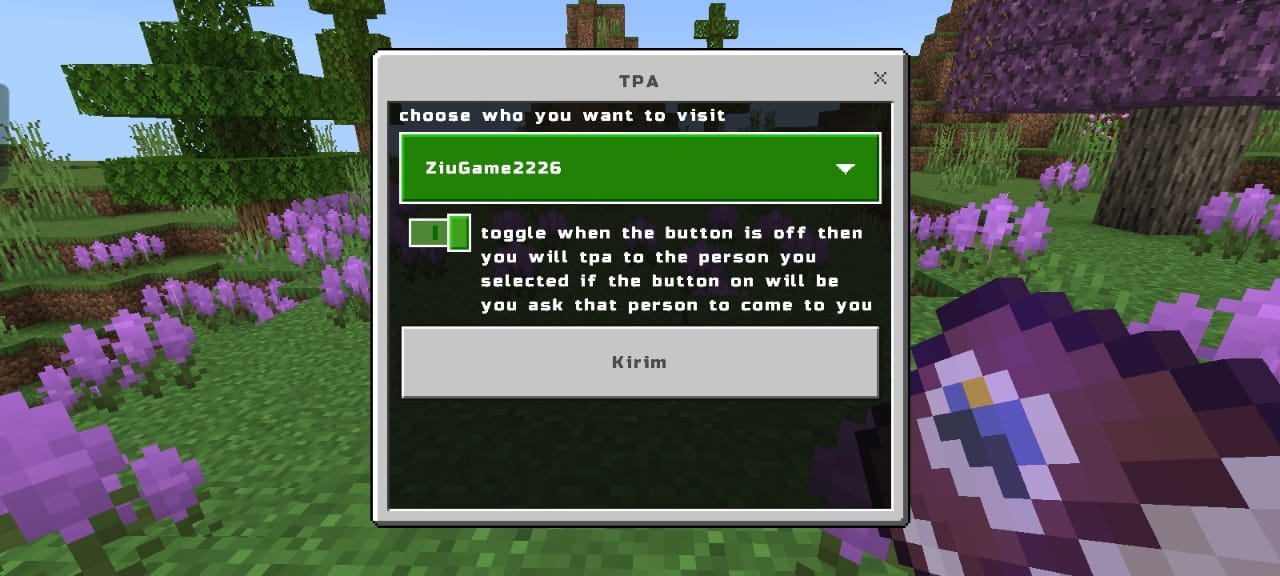 TPA
choose who you want to visit
ZiuGame2226
toggle when the button is off then
you will tpa to the person you
selected if the button on will be
you ask that person to come to you
Kirim